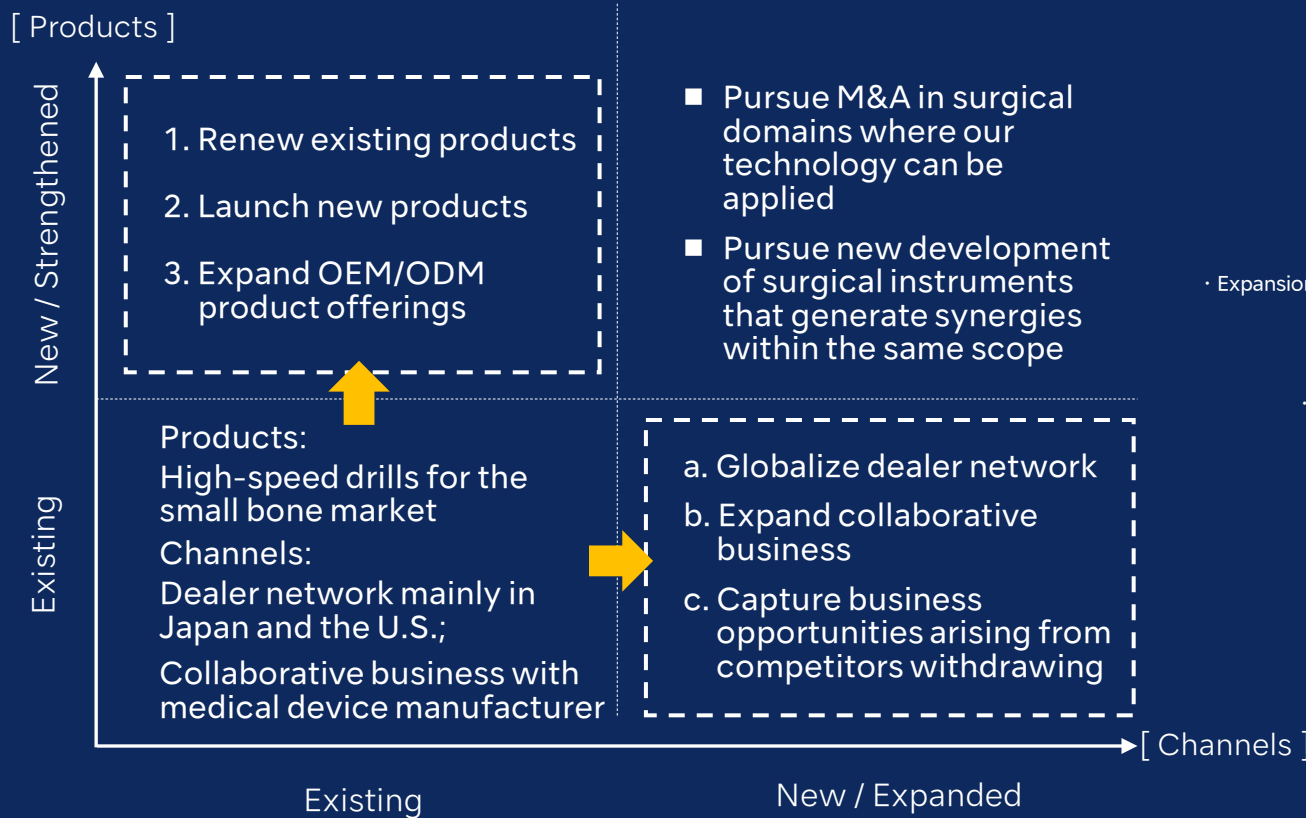 [ Products ]
New / Strengthened
1. Renew existing products
2. Launch new products
3. Expand OEM/ODM
product offerings
■ Pursue M&A in surgical
domains where our
technology can be
applied
■ Pursue new development
of surgical instruments
that generate synergies
within the same scope
· Expansion
·
Existing
Products:
High-speed drills for the
small bone market
Channels:
Dealer network mainly in
Japan and the U.S.;
Collaborative business with
medical device manufacturer
a. Globalize dealer network
b. Expand collaborative
business
c. Capture business
opportunities arising from
competitors withdrawing
[ Channels ]
Existing
New / Expanded